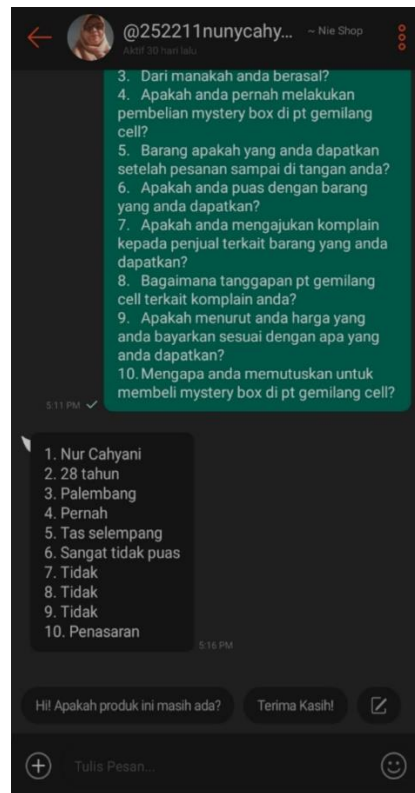 @252211nunycahy... ~ Nie Shop
Aktif 30 hari lalu
3. Dari manakah anda berasal?
4. Apakah anda pernah melakukan
pembelian mystery box di pt gemilang
cell?
5. Barang apakah yang anda dapatkan
setelah pesanan sampai di tangan anda?
6. Apakah anda puas dengan barang
yang anda dapatkan?
7. Apakah anda mengajukan komplain
kepada penjual terkait barang yang anda
dapatkan?
8. Bagaimana tanggapan pt gemilang
cell terkait komplain anda?
9. Apakah menurut anda harga yang
anda bayarkan sesuai dengan apa yang
anda dapatkan?
10. Mengapa anda memutuskan untuk
membeli mystery box di pt gemilang cell?
5:11 PM
1. Nur Cahyani
2. 28 tahun
3. Palembang
4. Pernah
5. Tas selempang
6. Sangat tidak puas
7. Tidak
8. Tidak
9. Tidak
10. Penasaran
5:16 PM
Hi! Apakah produk ini masih ada? Terima Kasih!
Tulis Pesan...